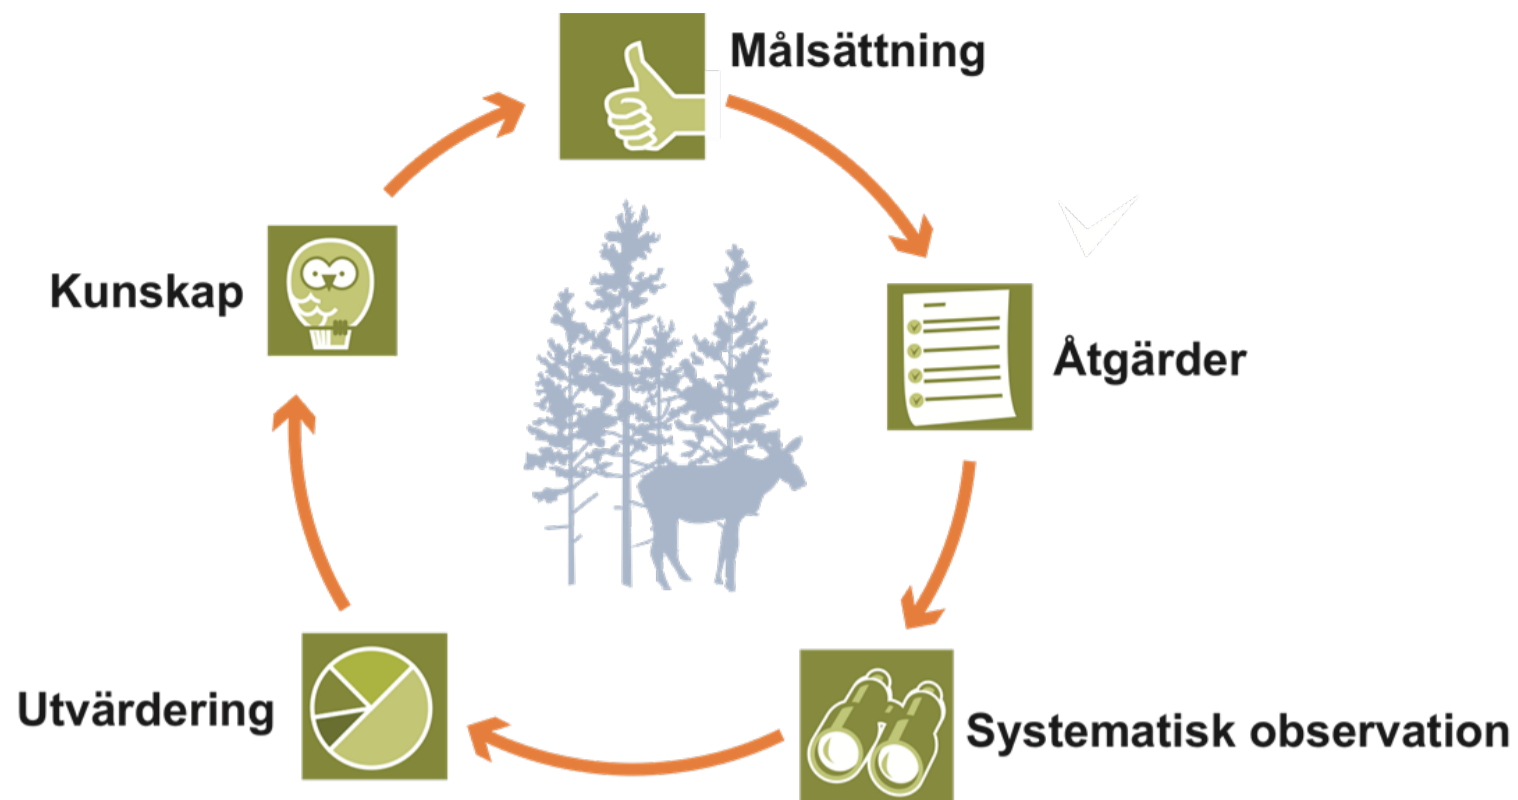 Målsättning
Kunskap
Åtgärder
Utvärdering
Systematisk observation